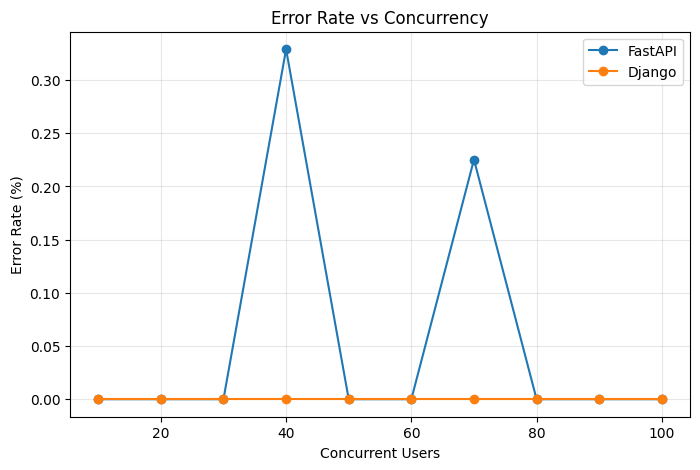 Error Rate vs Concurrency
FastAPI
Django
Error Rate (%)
0.30
0.25
0.20
0.15
0.10
0.05
0.00
20
40
60
80
100
Concurrent Users